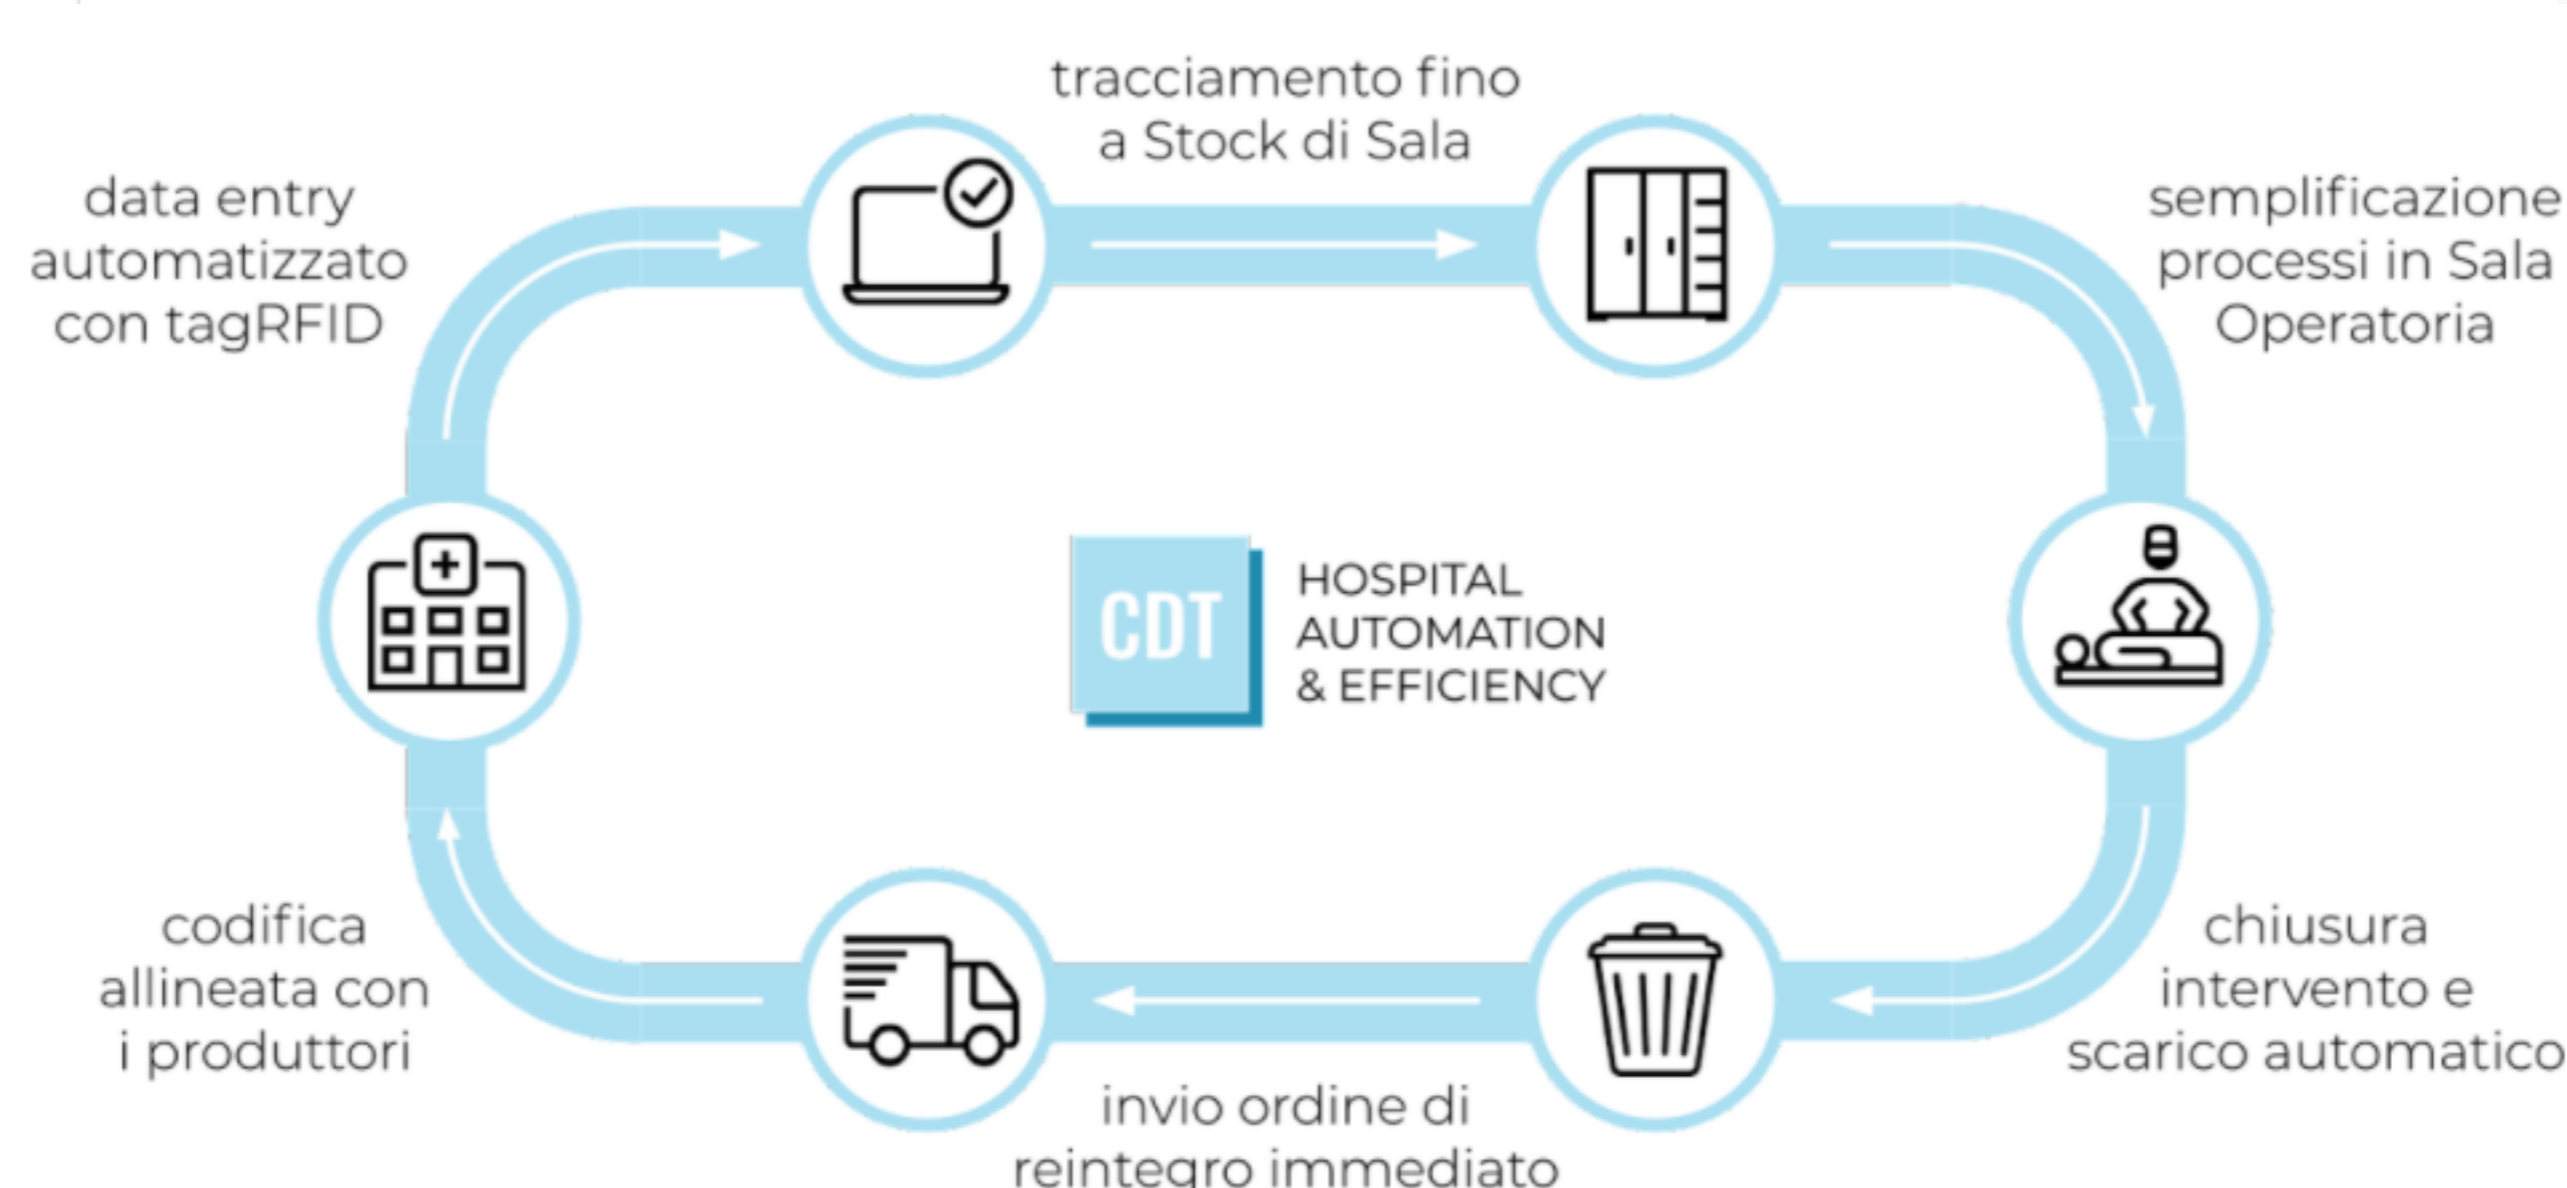 tracciamento fino
a Stock di Sala
data entry
automatizzato
con tagRFID
semplificazione
processi in Sala
Operatoria
CDT
HOSPITAL
AUTOMATION
& EFFICIENCY
codifica
allineata con
i produttori
chiusura
intervento e
scarico automatico
invio ordine di
reintegro immediato